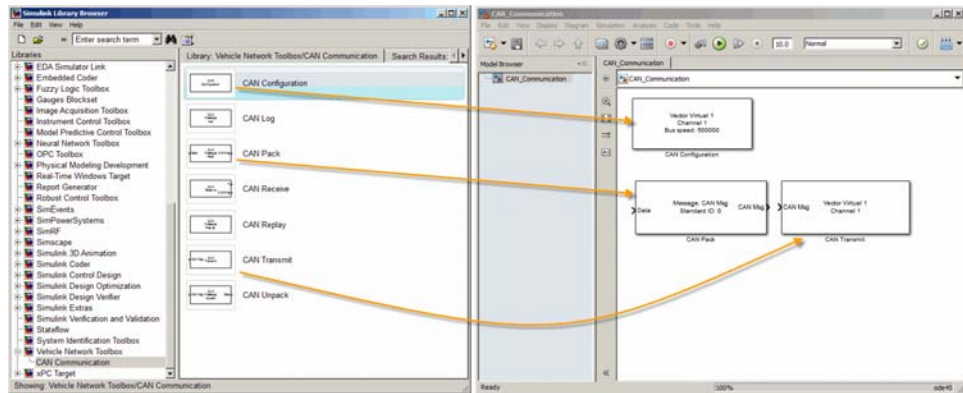 Simulink Library Browser
File Edit View Help
Enter search term
Libraries
EDA Simulator Link
Embedded Coder
Fuzzy Logic Toolbox
Gauges Blockset
Image Acquisition Toolbox
Instrument Control Toolbox
Model Predictive Control Toolbox
Neural Network Toolbox
OPC Toolbox
Physical Modeling Development
Real-Time Windows Target
Report Generator
Robust Control Toolbox
SimEvents
SimPowerSystems
SimRF
Simscape
Simulink 3D Animation
Simulink Coder
Simulink Control Design
Simulink Design Optimization
Simulink Design Verifier
Simulink Extras
Simulink Verification and Validation
Stateflow
System Identification Toolbox
Vehicle Network Toolbox
CAN Communication
xPC Target
Showing: Vehicle Network Toolbox/CAN Communication
Library: Vehicle Network Toolbox/CAN Communication
Search Results:
CAN Configuration
CAN Log
CAN Pack
CAN Receive
CAN Replay
CAN Transmit
CAN Unpack
CAN_Communication
File Edit View Display Diagram Simulation Analysis Code Tools Help
10.0
Normal
Model Browser
CAN_Communication
CAN_Communication
CAN_Communication
Vector Virtual 1
Channel 1
Bus speed: 500000
CAN Configuration
Data
Message: CAN Msg
Standard ID: 0
CAN Msg
CAN Pack
CAN Msg
Vector Virtual 1
Channel 1
CAN Transmit
Ready
100%
ode45